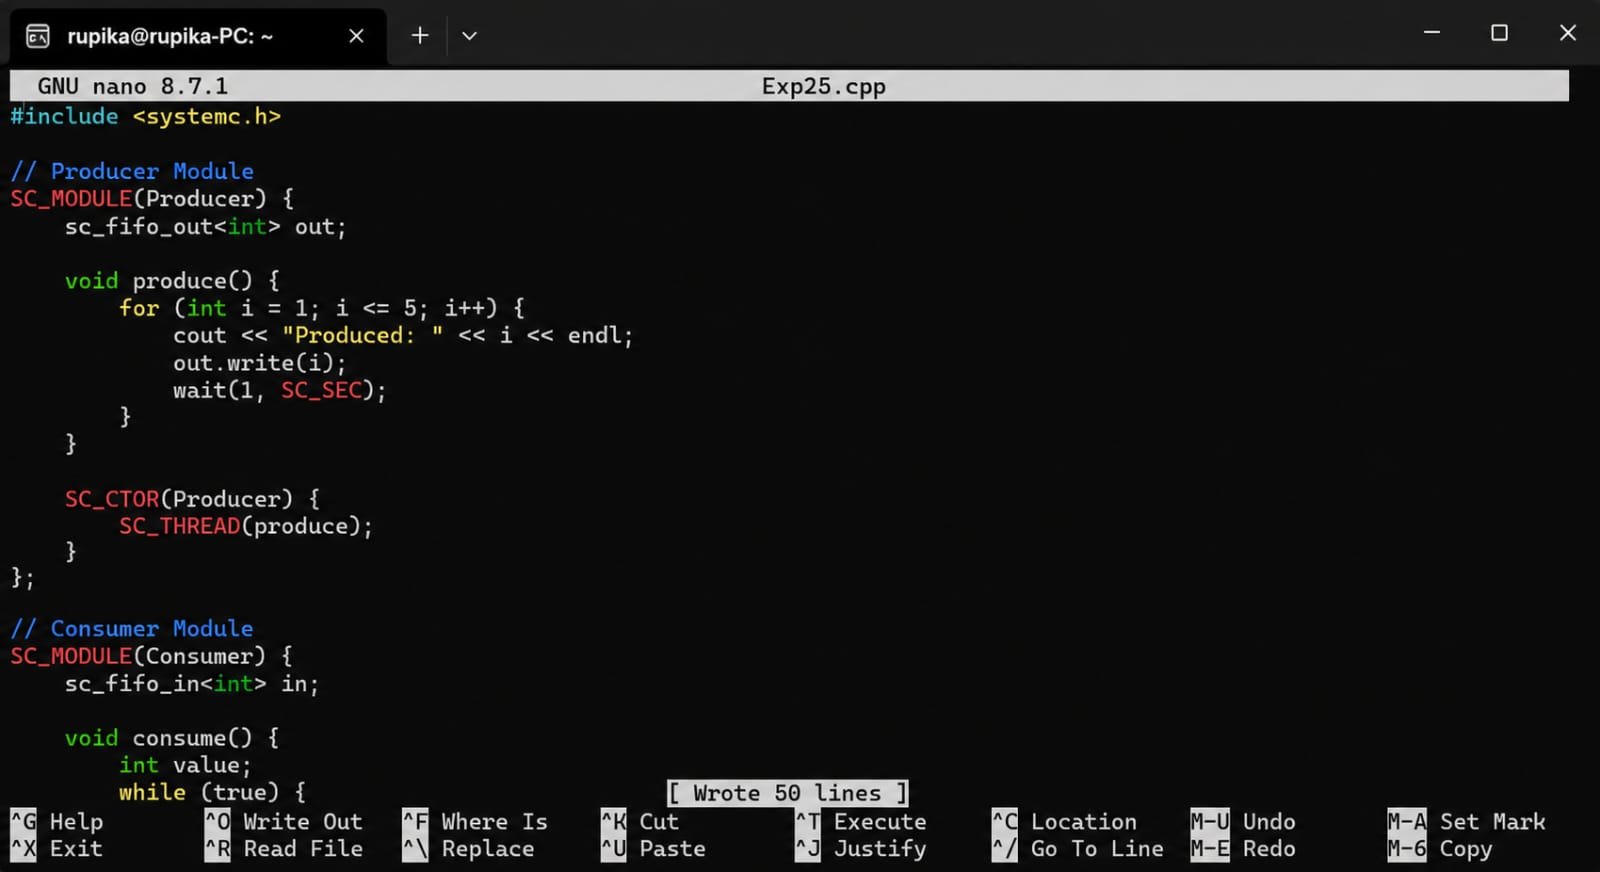 rupika@rupika-PC: ~
GNU nano 8.7.1 Exp25.cpp
#include <systemc.h>

// Producer Module
SC_MODULE(Producer) {
    sc_fifo_out<int> out;

    void produce() {
        for (int i = 1; i <= 5; i++) {
            cout << "Produced: " << i << endl;
            out.write(i);
            wait(1, SC_SEC);
        }
    }

    SC_CTOR(Producer) {
        SC_THREAD(produce);
    }
};

// Consumer Module
SC_MODULE(Consumer) {
    sc_fifo_in<int> in;

    void consume() {
        int value;
        while (true) {
[ Wrote 50 lines ]
^G Help ^O Write Out ^F Where Is ^K Cut ^T Execute ^C Location M-U Undo M-A Set Mark
^X Exit ^R Read File ^\ Replace ^U Paste ^J Justify ^/ Go To Line M-E Redo M-6 Copy